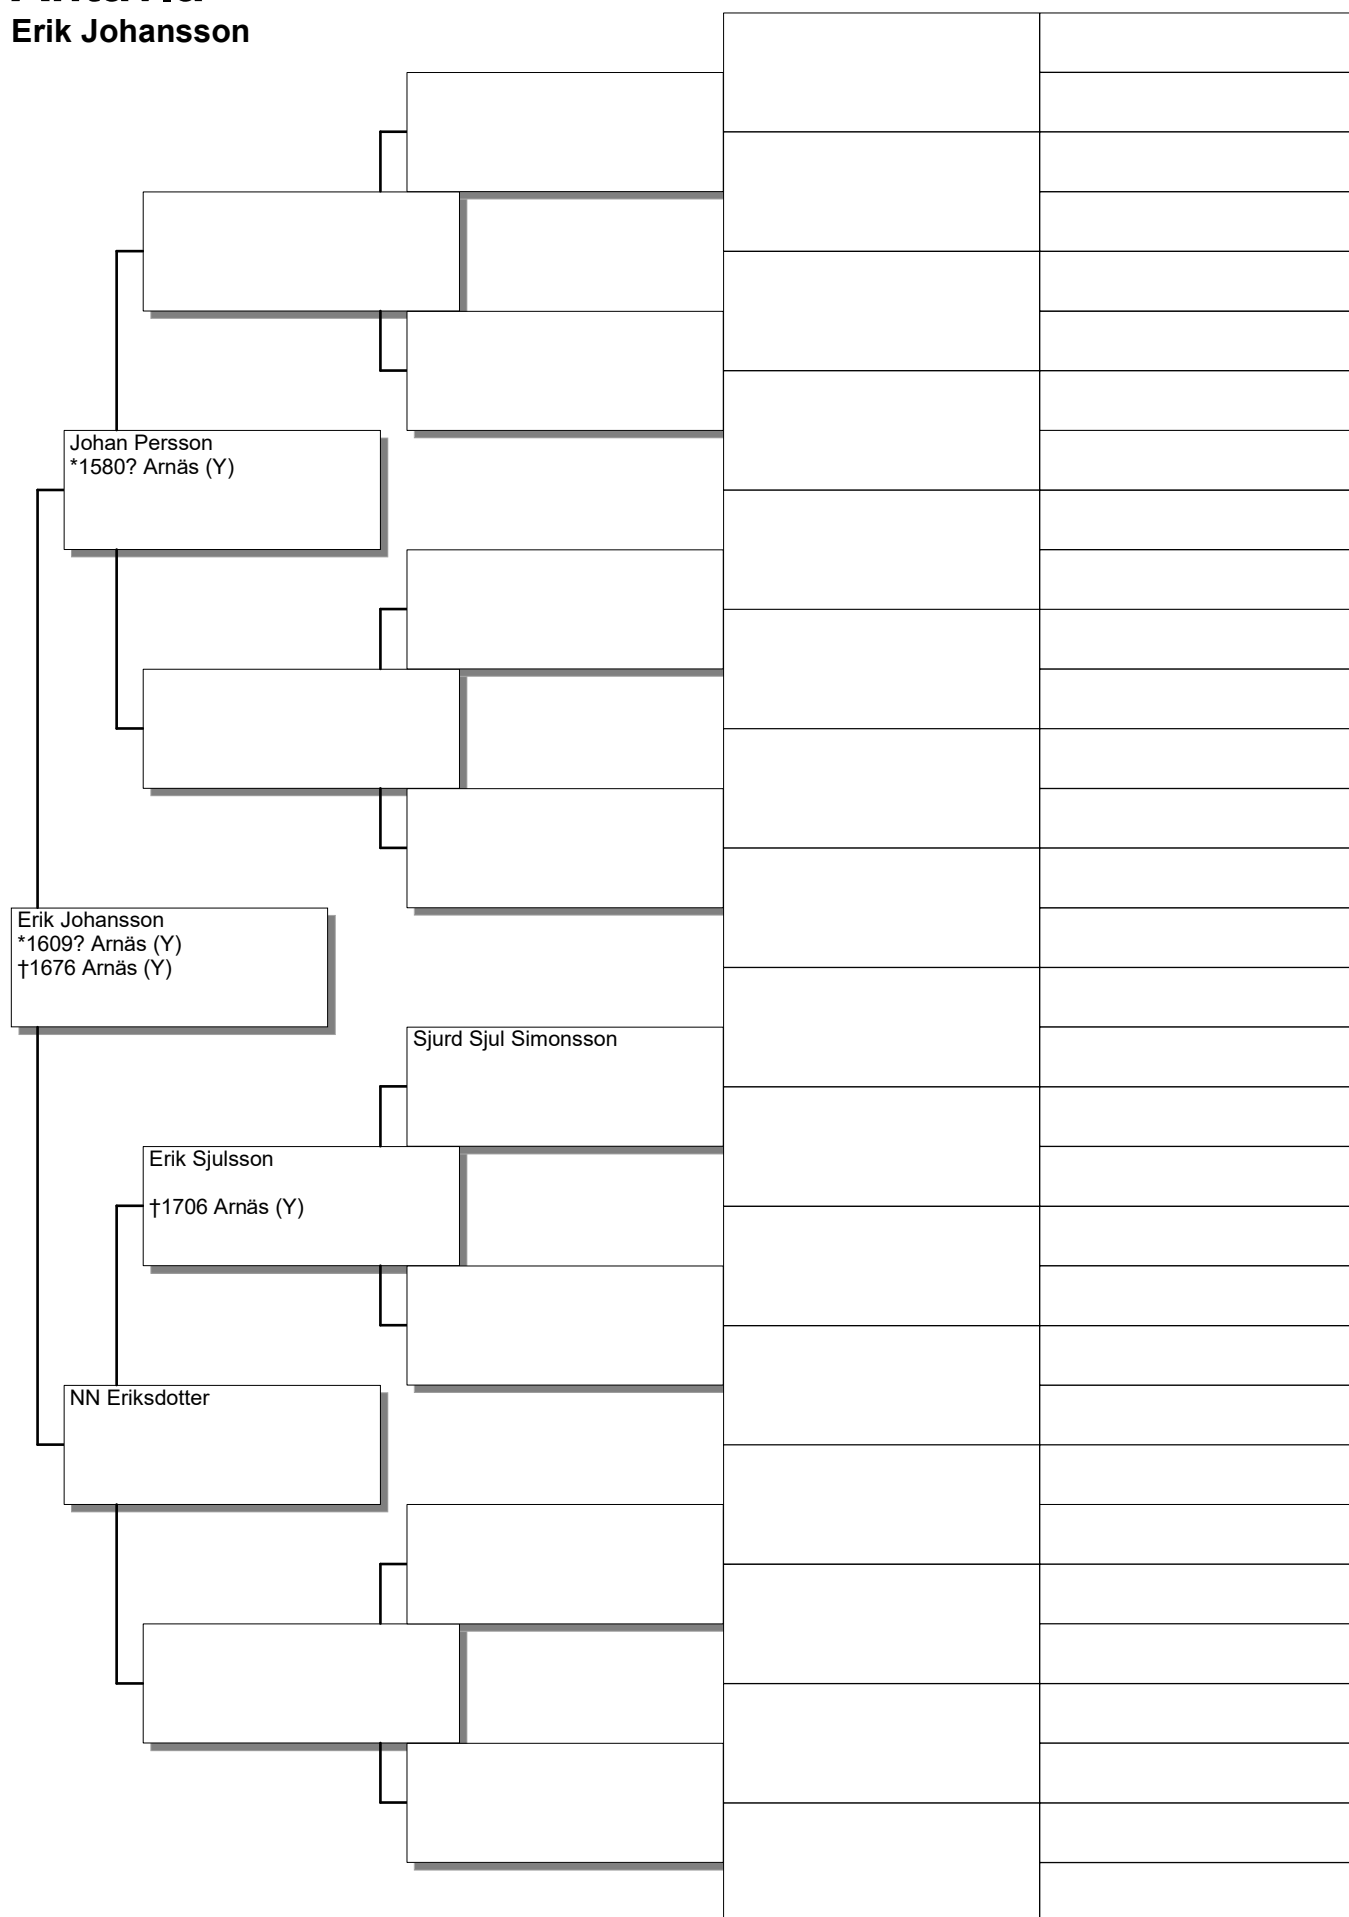 Erik Johansson
Johan Persson
*1580? Arnäs (Y)
Erik Johansson
*1609? Arnäs (Y)
†1676 Arnäs (Y)
Sjurd Sjul Simonsson
Erik Sjulsson
†1706 Arnäs (Y)
NN Eriksdotter